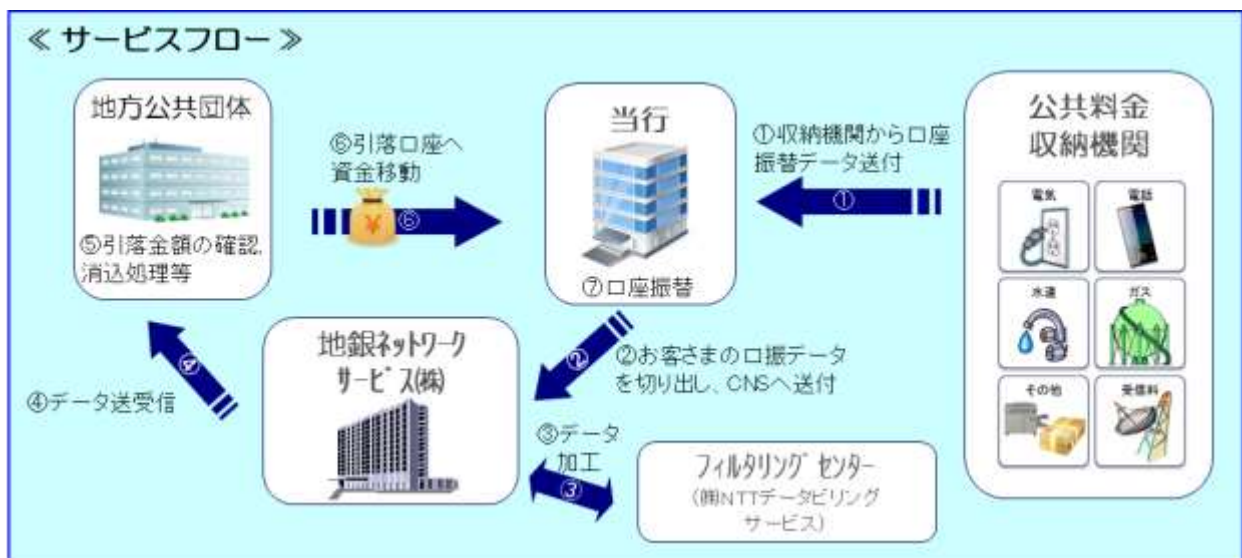 ≪ サービスフロー ≫
地方公共団体
⑤引落金額の確認,
消込処理等
⑥引落口座へ
資金移動
¥
⑥
当行
⑦口座振替
①収納機関から口座
振替データ送付
①
公共料金
収納機関
電気
電話
水道
ガス
その他
受信料
④
④データ送受信
地銀ネットワーク
サービス㈱
②
②お客さまの口振データ
を切り出し、CNSへ送付
③データ
加工
③
フィルタリングセンター
(㈱NTTデータビリング
サービス)